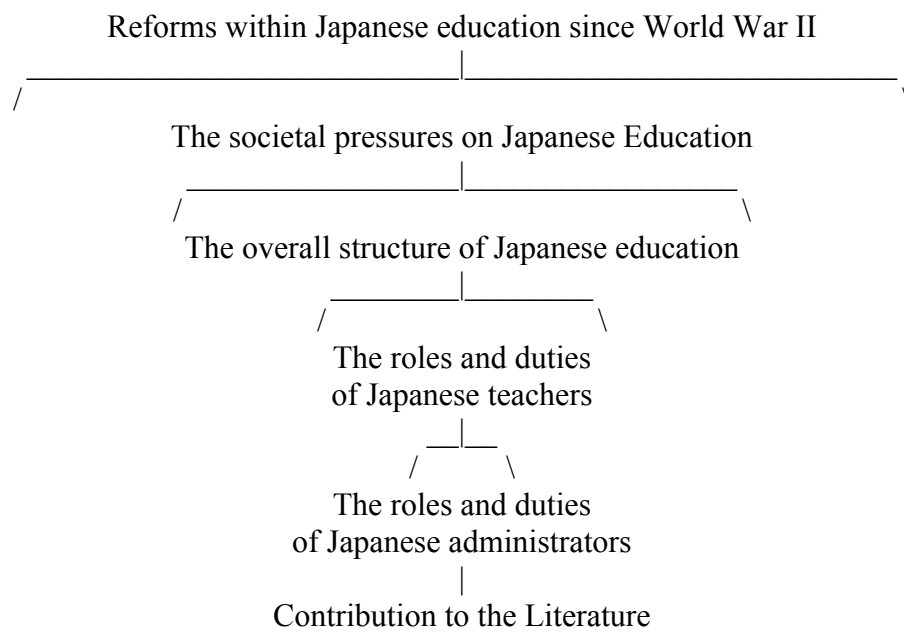 Reforms within Japanese education since World War II
The societal pressures on Japanese Education
The overall structure of Japanese education
The roles and duties
of Japanese teachers
The roles and duties
of Japanese administrators
Contribution to the Literature